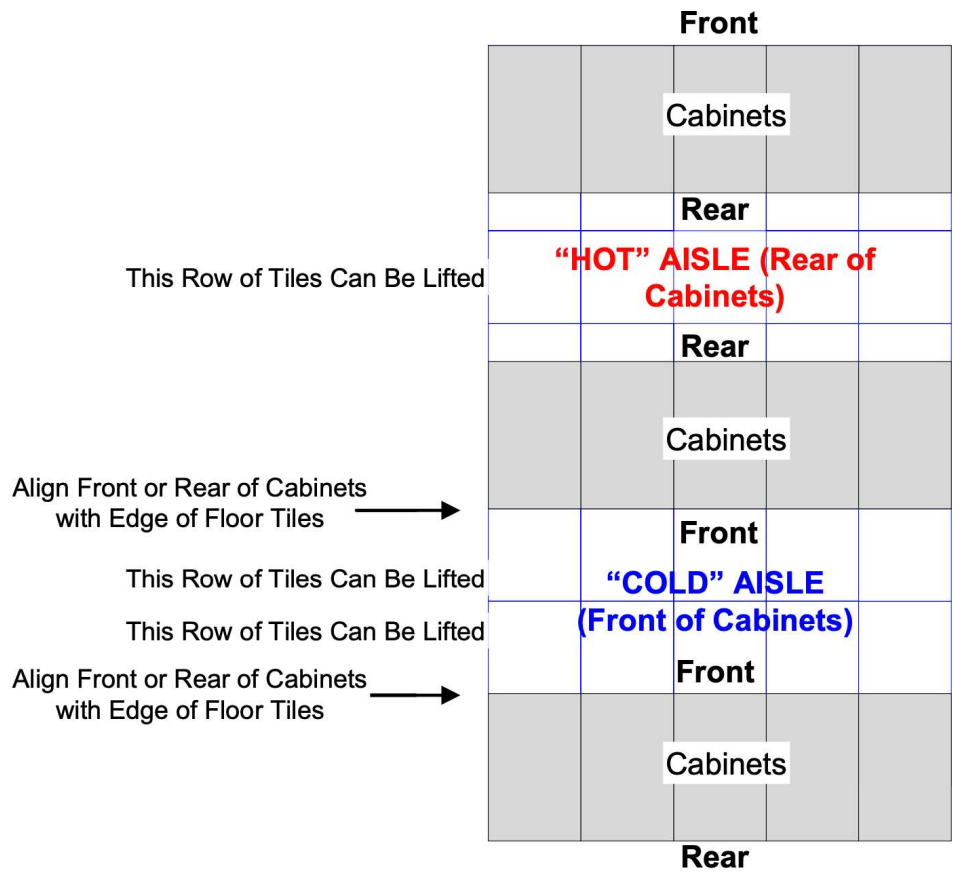 Front
Cabinets
Rear
“HOT” AISLE (Rear of
Cabinets)
This Row of Tiles Can Be Lifted
Rear
Cabinets
Align Front or Rear of Cabinets
with Edge of Floor Tiles
Front
This Row of Tiles Can Be Lifted
“COLD” AISLE
(Front of Cabinets)
This Row of Tiles Can Be Lifted
Front
Align Front or Rear of Cabinets
with Edge of Floor Tiles
Cabinets
Rear